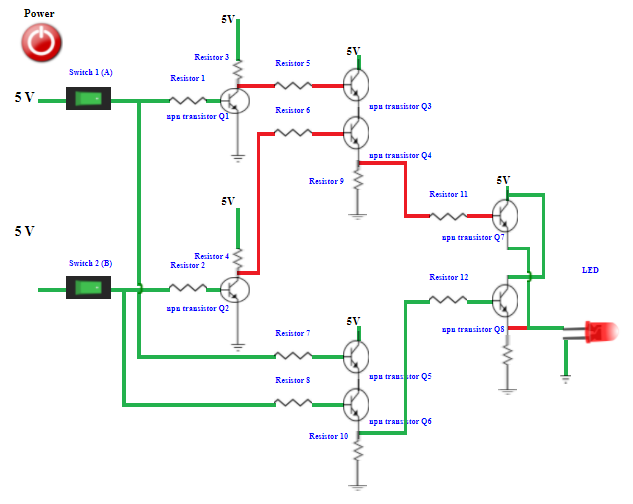 Power
5V
Resistor 3
Resistor 5
5V
Switch 1 (A)
Resistor 1
5 V
npn transistor Q1
npn transistor Q3
Resistor 6
npn transistor Q4
Resistor 9
5V
Resistor 11
5V
5 V
npn transistor Q7
Resistor 4
Switch 2 (B)
Resistor 2
LED
Resistor 12
npn transistor Q2
5V
Resistor 7
npn transistor Q8
npn transistor Q5
Resistor 8
npn transistor Q6
Resistor 10